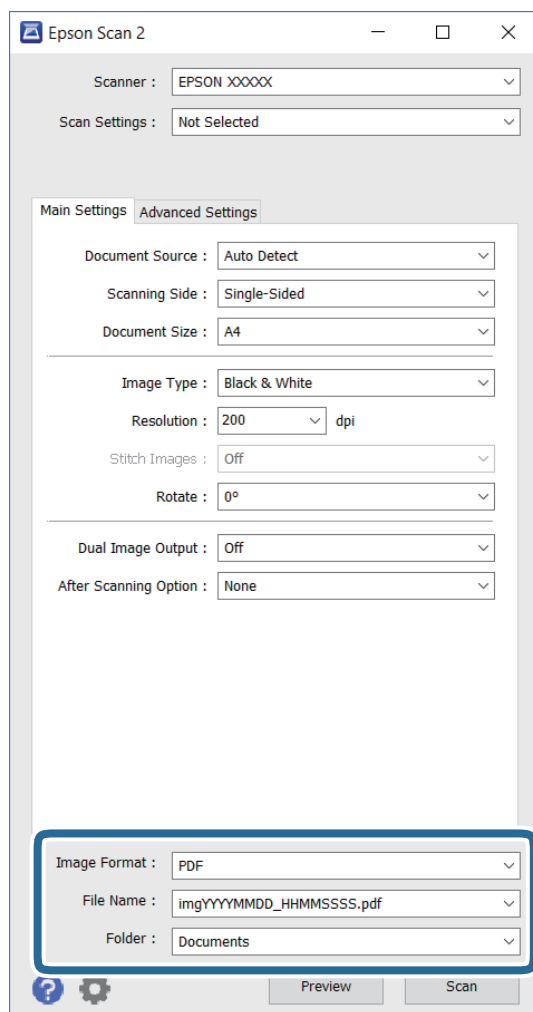 Epson Scan 2
Scanner : EPSON XXXXX
Scan Settings : Not Selected
Main Settings Advanced Settings
Document Source : Auto Detect
Scanning Side : Single-Sided
Document Size : A4
Image Type : Black & White
Resolution : 200 dpi
Stitch Images : Off
Rotate : 0º
Dual Image Output : Off
After Scanning Option : None
Image Format : PDF
File Name : imgYYYYMMDD_HHMMSSSS.pdf
Folder : Documents
? Preview Scan